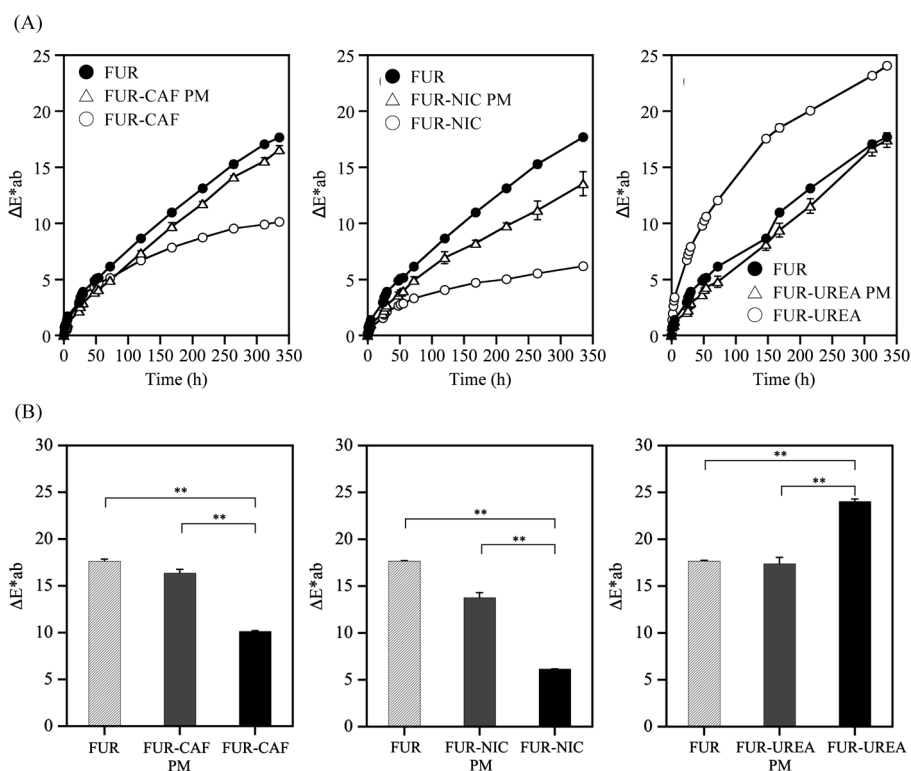 (A)
25
20
15
10
5
0
ΔE*ab
FUR
FUR-CAF PM
FUR-CAF
0 50 100 150 200 250 300 350
Time (h)
25
20
15
10
5
0
ΔE*ab
(
FUR
FUR-NIC PM
FUR-NIC
0 50 100 150 200 250 300 350
Time (h)
25
20
15
10
5
0
ΔE*ab
(
FUR
FUR-UREA PM
FUR-UREA
0 50 100 150 200 250 300 350
Time (h)
(B)
30
25
20
15
10
5
0
ΔE*ab
**
**
FUR FUR-CAF FUR-CAF
PM
30
25
20
15
10
5
0
ΔE*ab
**
**
FUR FUR-NIC FUR-NIC
PM
30
25
20
15
10
5
0
ΔE*ab
**
**
FUR FUR-UREA FUR-UREA
PM